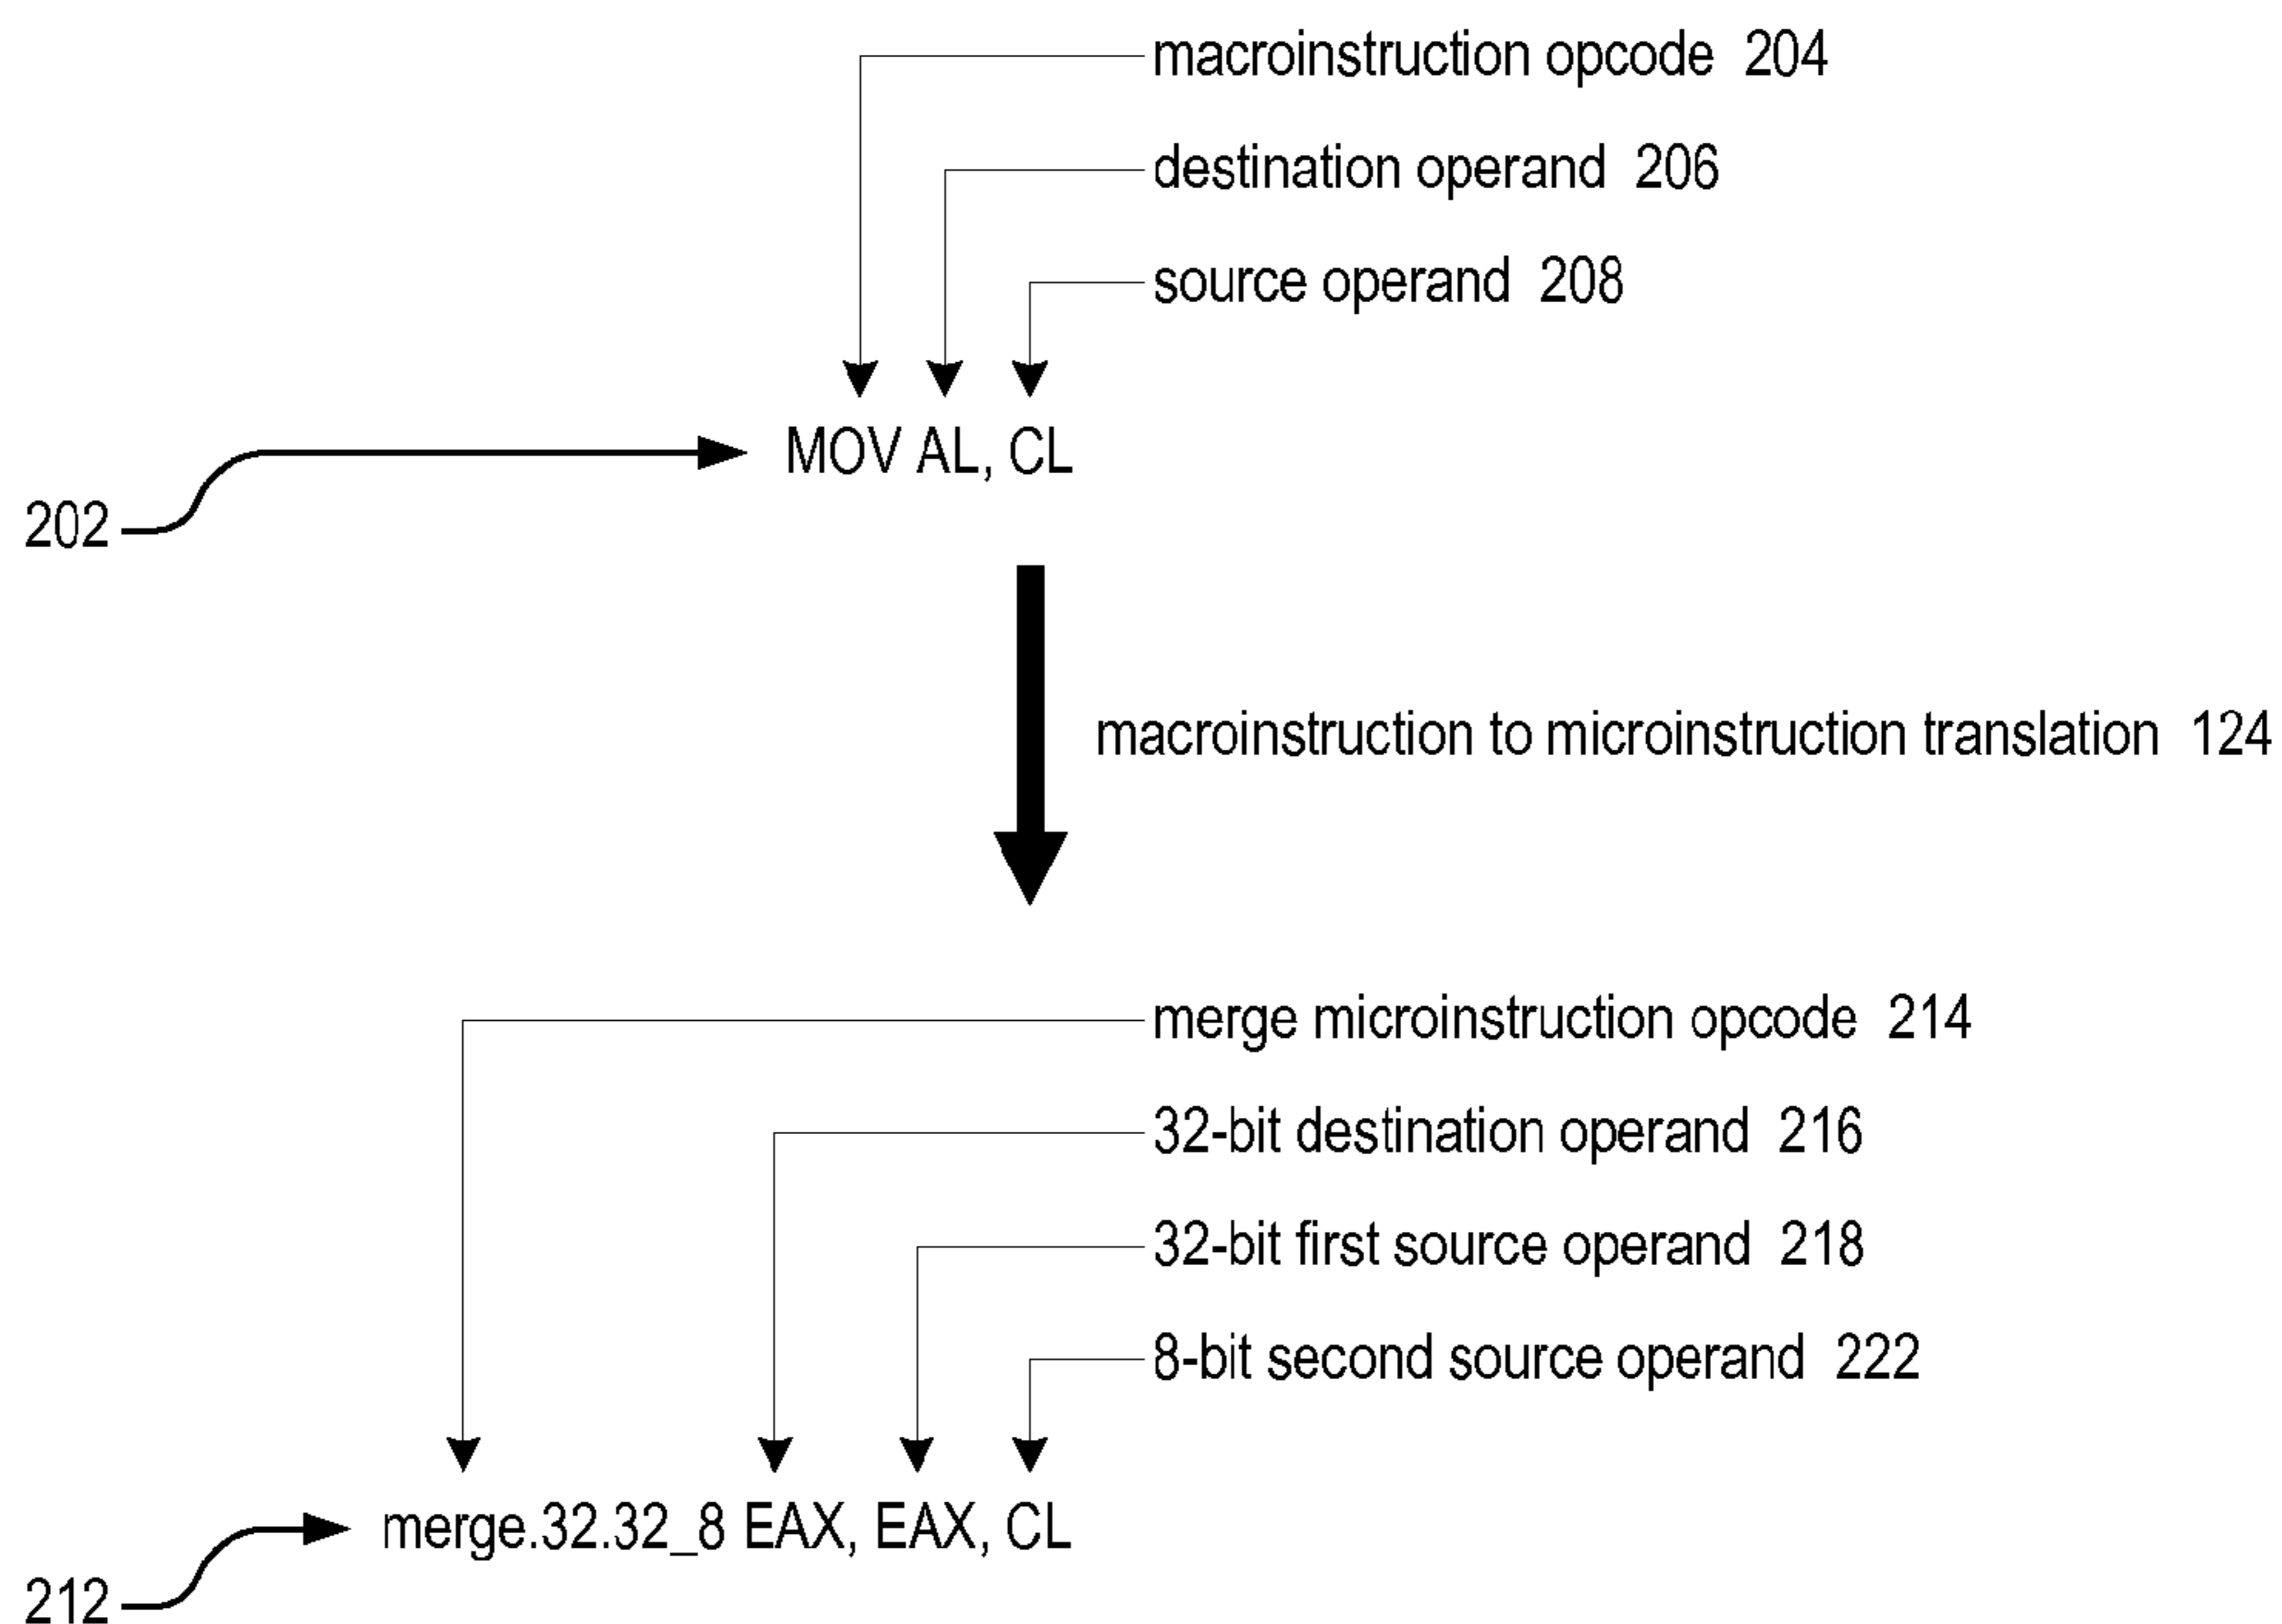 macroinstruction opcode 204
destination operand 206
source operand 208
MOV AL, CL
202
macroinstruction to microinstruction translation 124
merge microinstruction opcode 214
32-bit destination operand 216
32-bit first source operand 218
8-bit second source operand 222
merge.32.32_8 EAX, EAX, CL
212